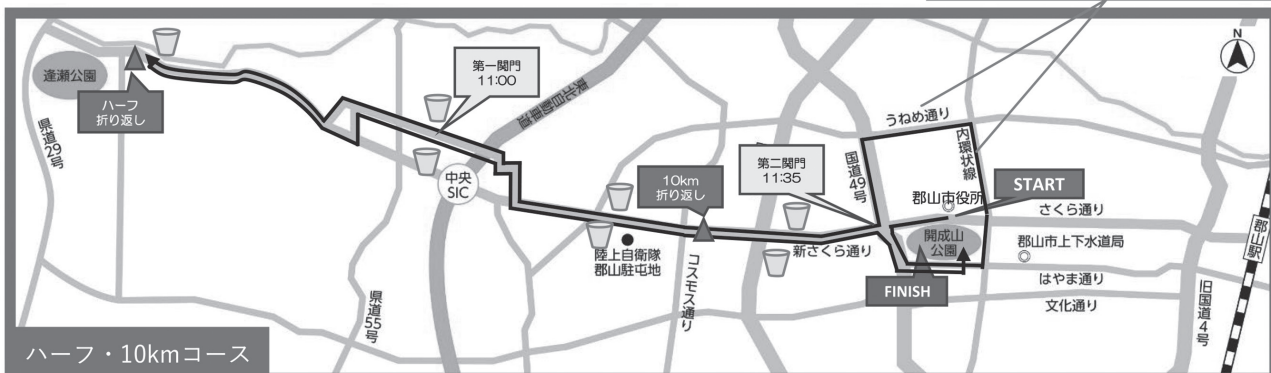 逢瀬公園
ハーフ
折り返し
県道29号
第一関門
11:00
東北自動車道
中央
SIC
県道55号
陸上自衛隊
郡山駐屯地
10km
折り返し
コスモス通り
第二関門
11:35
新さくら通り
国道49号
うねめ通り
内環状線
郡山市役所
START
さくら通り
開成山
公園
FINISH
郡山市上下水道局
はやま通り
文化通り
旧国道4号
郡山駅
N
ハーフ・10kmコース